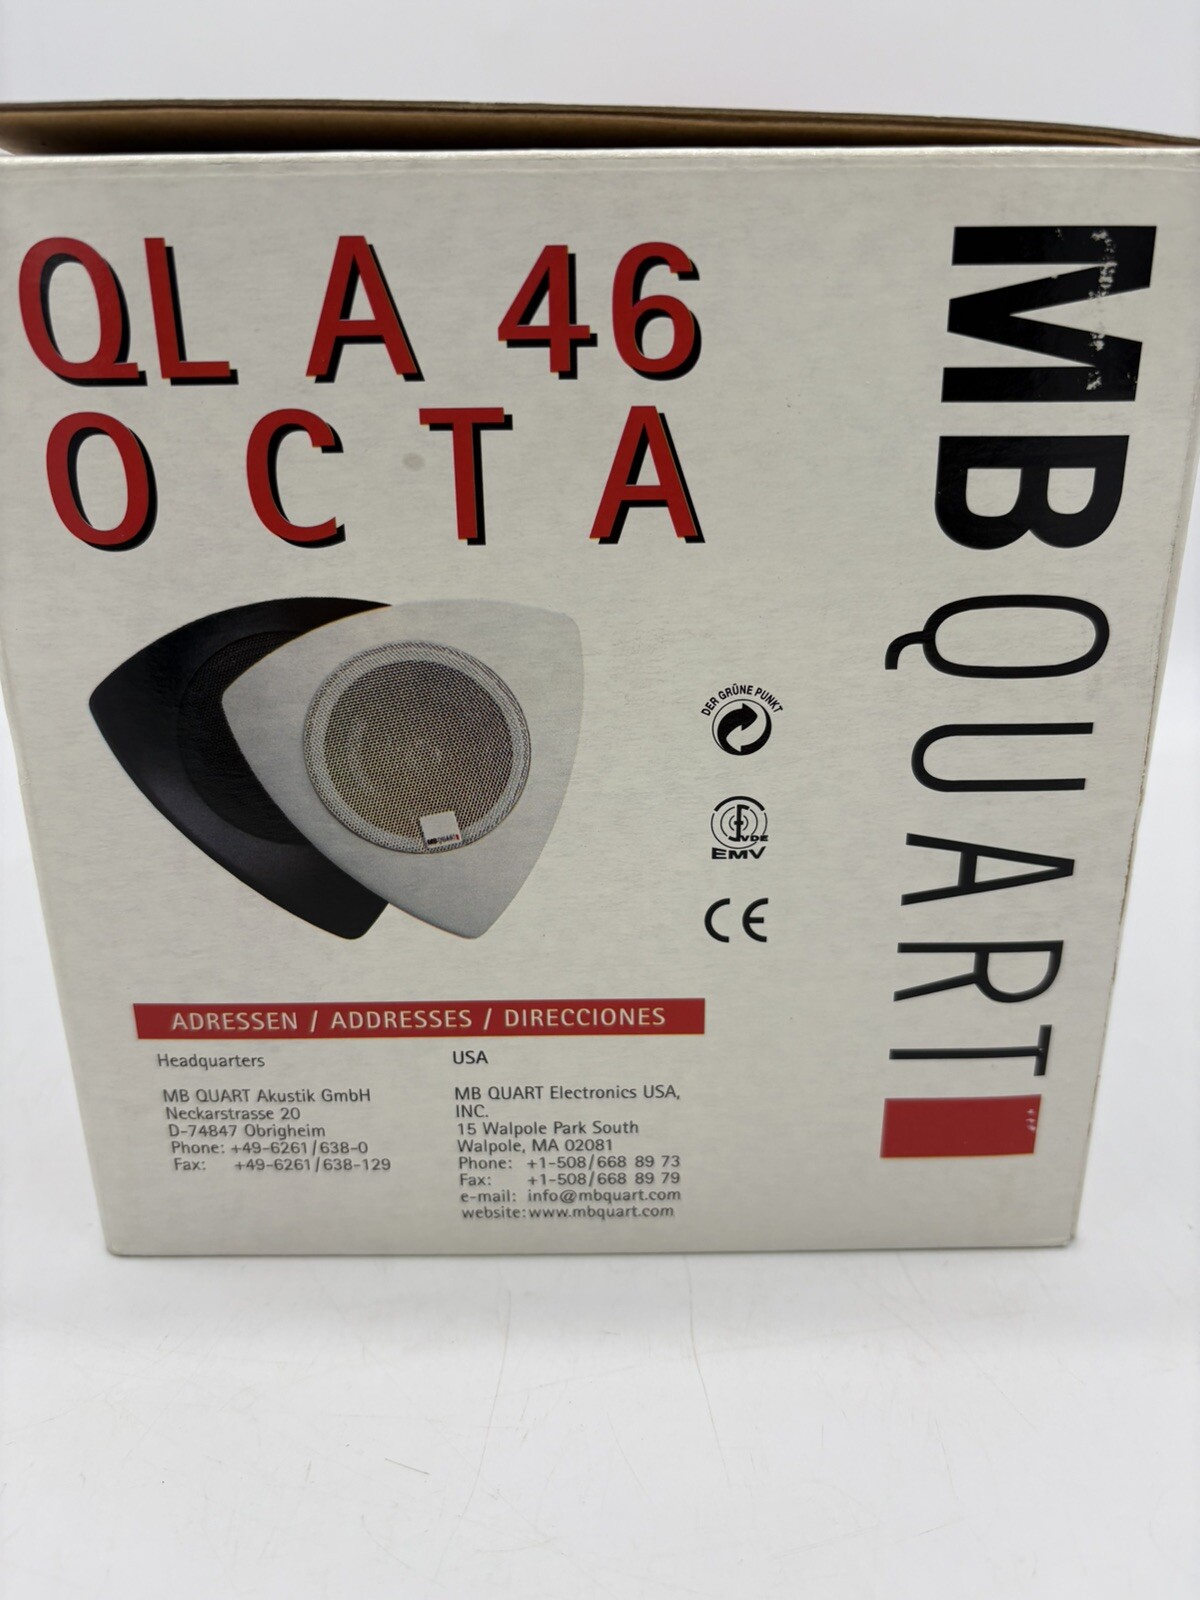 QL A 46
OCTA
MB QUART
MB QUART
DER GRÜNE PUNKT
VDE
EMV
CE
ADRESSEN / ADDRESSES / DIRECCIONES
Headquarters
MB QUART Akustik GmbH
Neckarstrasse 20
D-74847 Obrigheim
Phone: +49-6261/638-0
Fax: +49-6261/638-129
USA
MB QUART Electronics USA,
INC.
15 Walpole Park South
Walpole, MA 02081
Phone: +1-508/668 89 73
Fax: +1-508/668 89 79
e-mail: info@mbquart.com
website: www.mbquart.com